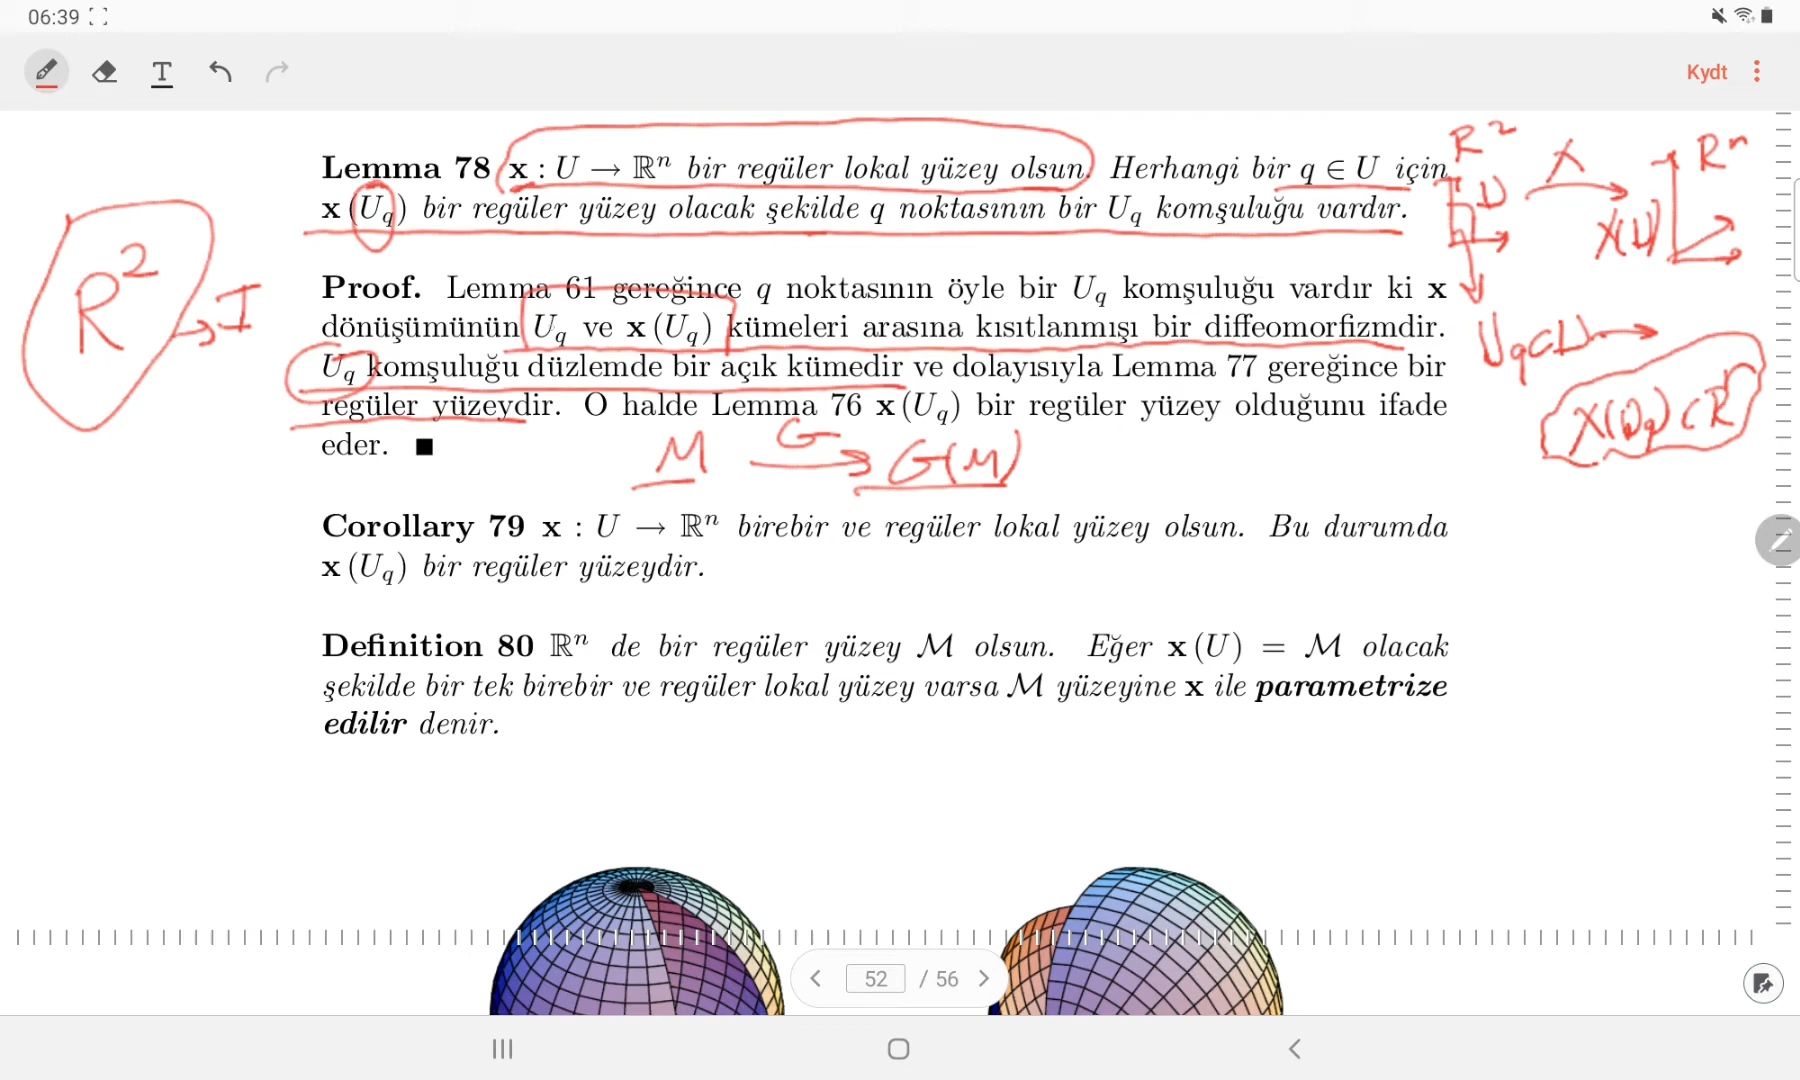 06:39
Kydt
Lemma 78 x : U → ℝⁿ bir regüler lokal yüzey olsun. Herhangi bir q ∈ U için
x (U_q) bir regüler yüzey olacak şekilde q noktasının bir U_q komşuluğu vardır.
Proof. Lemma 61 gereğince q noktasının öyle bir U_q komşuluğu vardır ki x
dönüşümünün U_q ve x (U_q) kümeleri arasına kısıtlanmışı bir diffeomorfizmdir.
U_q komşuluğu düzlemde bir açık kümedir ve dolayısıyla Lemma 77 gereğince bir
regüler yüzeydir. O halde Lemma 76 x (U_q) bir regüler yüzey olduğunu ifade
eder. ■
R² → I
R² U X Rⁿ
X(U)
U_q ⊂ U →
X(U_q) ⊂ R
M G → G(M)
Corollary 79 x : U → ℝⁿ birebir ve regüler lokal yüzey olsun. Bu durumda
x (U_q) bir regüler yüzeydir.
Definition 80 ℝⁿ de bir regüler yüzey M olsun. Eğer x (U) = M olacak
şekilde bir tek birebir ve regüler lokal yüzey varsa M yüzeyine x ile parametrize
edilir denir.
52 / 56